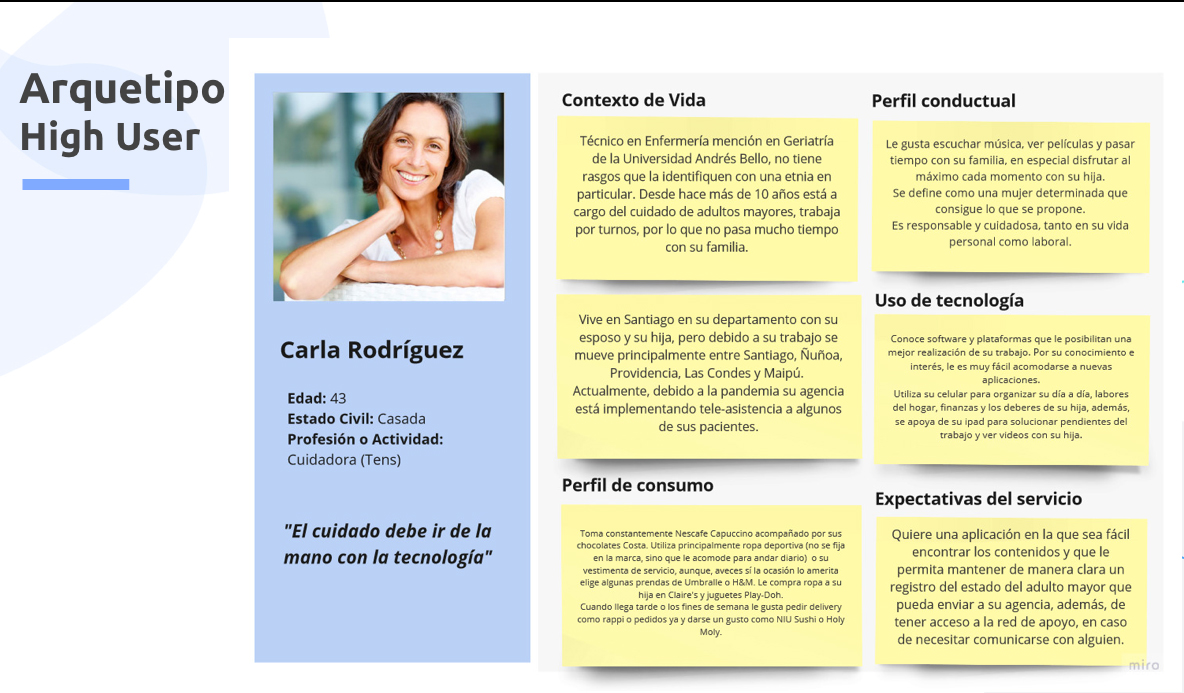 Arquetipo
High User
Carla Rodríguez
Edad: 43
Estado Civil: Casada
Profesión o Actividad:
Cuidadora (Tens)
"El cuidado debe ir de la
mano con la tecnología"
Contexto de Vida
Técnico en Enfermería mención en Geriatría
de la Universidad Andrés Bello, no tiene
rasgos que la identifiquen con una etnia en
particular. Desde hace más de 10 años está a
cargo del cuidado de adultos mayores, trabaja
por turnos, por lo que no pasa mucho tiempo
con su familia.
Vive en Santiago en su departamento con su
esposo y su hija, pero debido a su trabajo se
mueve principalmente entre Santiago, Ñuñoa,
Providencia, Las Condes y Maipú.
Actualmente, debido a la pandemia su agencia
está implementando tele-asistencia a algunos
de sus pacientes.
Perfil de consumo
Toma constantemente Nescafe Capuccino acompañado por sus
chocolates Costa. Utiliza principalmente ropa deportiva (no se fija
en la marca, sino que le acomode para andar diario) o su
vestimenta de servicio, aunque, aveces sí la ocasión lo amerita
elige algunas prendas de Umbralle o H&M. Le compra ropa a su
hija en Claire's y juguetes Play-Doh.
Cuando llega tarde o los fines de semana le gusta pedir delivery
como rappi o pedidos ya y darse un gusto como NIU Sushi o Holy
Moly.
Perfil conductual
Le gusta escuchar música, ver películas y pasar
tiempo con su familia, en especial disfrutar al
máximo cada momento con su hija.
Se define como una mujer determinada que
consigue lo que se propone.
Es responsable y cuidadosa, tanto en su vida
personal como laboral.
Uso de tecnología
Conoce software y plataformas que le posibilitan una
mejor realización de su trabajo. Por su conocimiento e
interés, le es muy fácil acomodarse a nuevas
aplicaciones.
Utiliza su celular para organizar su día a día, labores
del hogar, finanzas y los deberes de su hija, además,
se apoya de su ipad para solucionar pendientes del
trabajo y ver videos con su hija.
Expectativas del servicio
Quiere una aplicación en la que sea fácil
encontrar los contenidos y que le
permita mantener de manera clara un
registro del estado del adulto mayor que
pueda enviar a su agencia, además, de
tener acceso a la red de apoyo, en caso
de necesitar comunicarse con alguien.
miro